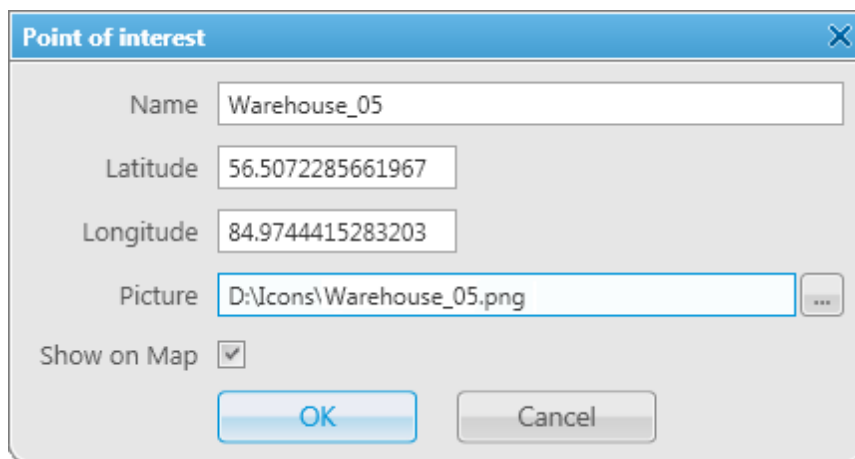 Point of interest
Name Warehouse_05
Latitude 56.5072285661967
Longitude 84.9744415283203
Picture D:\Icons\Warehouse_05.png ...
Show on Map
OK Cancel